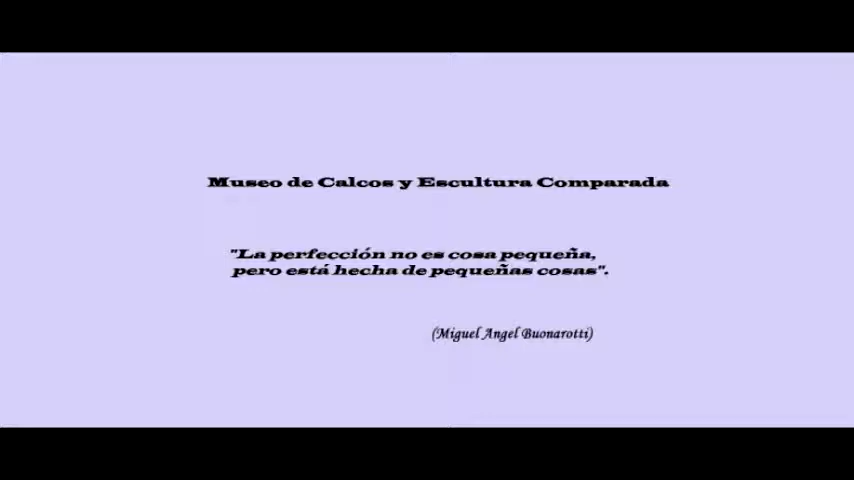 Museo de Calcos y Escultura Comparada
"La perfección no es cosa pequeña,
pero está hecha de pequeñas cosas".
(Miguel Angel Buonarotti)